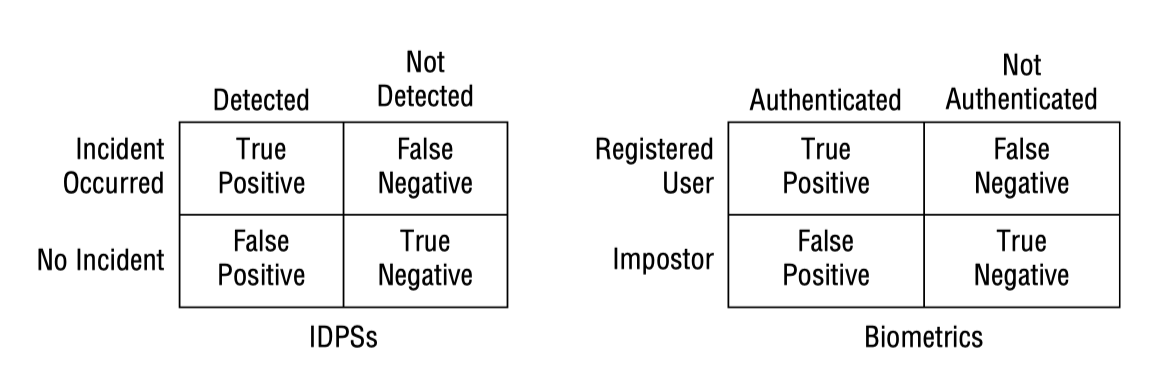 Detected
Not
Detected
Incident
Occurred
True
Positive
False
Negative
No Incident
False
Positive
True
Negative
IDPSs
Authenticated
Not
Authenticated
Registered
User
True
Positive
False
Negative
Impostor
False
Positive
True
Negative
Biometrics